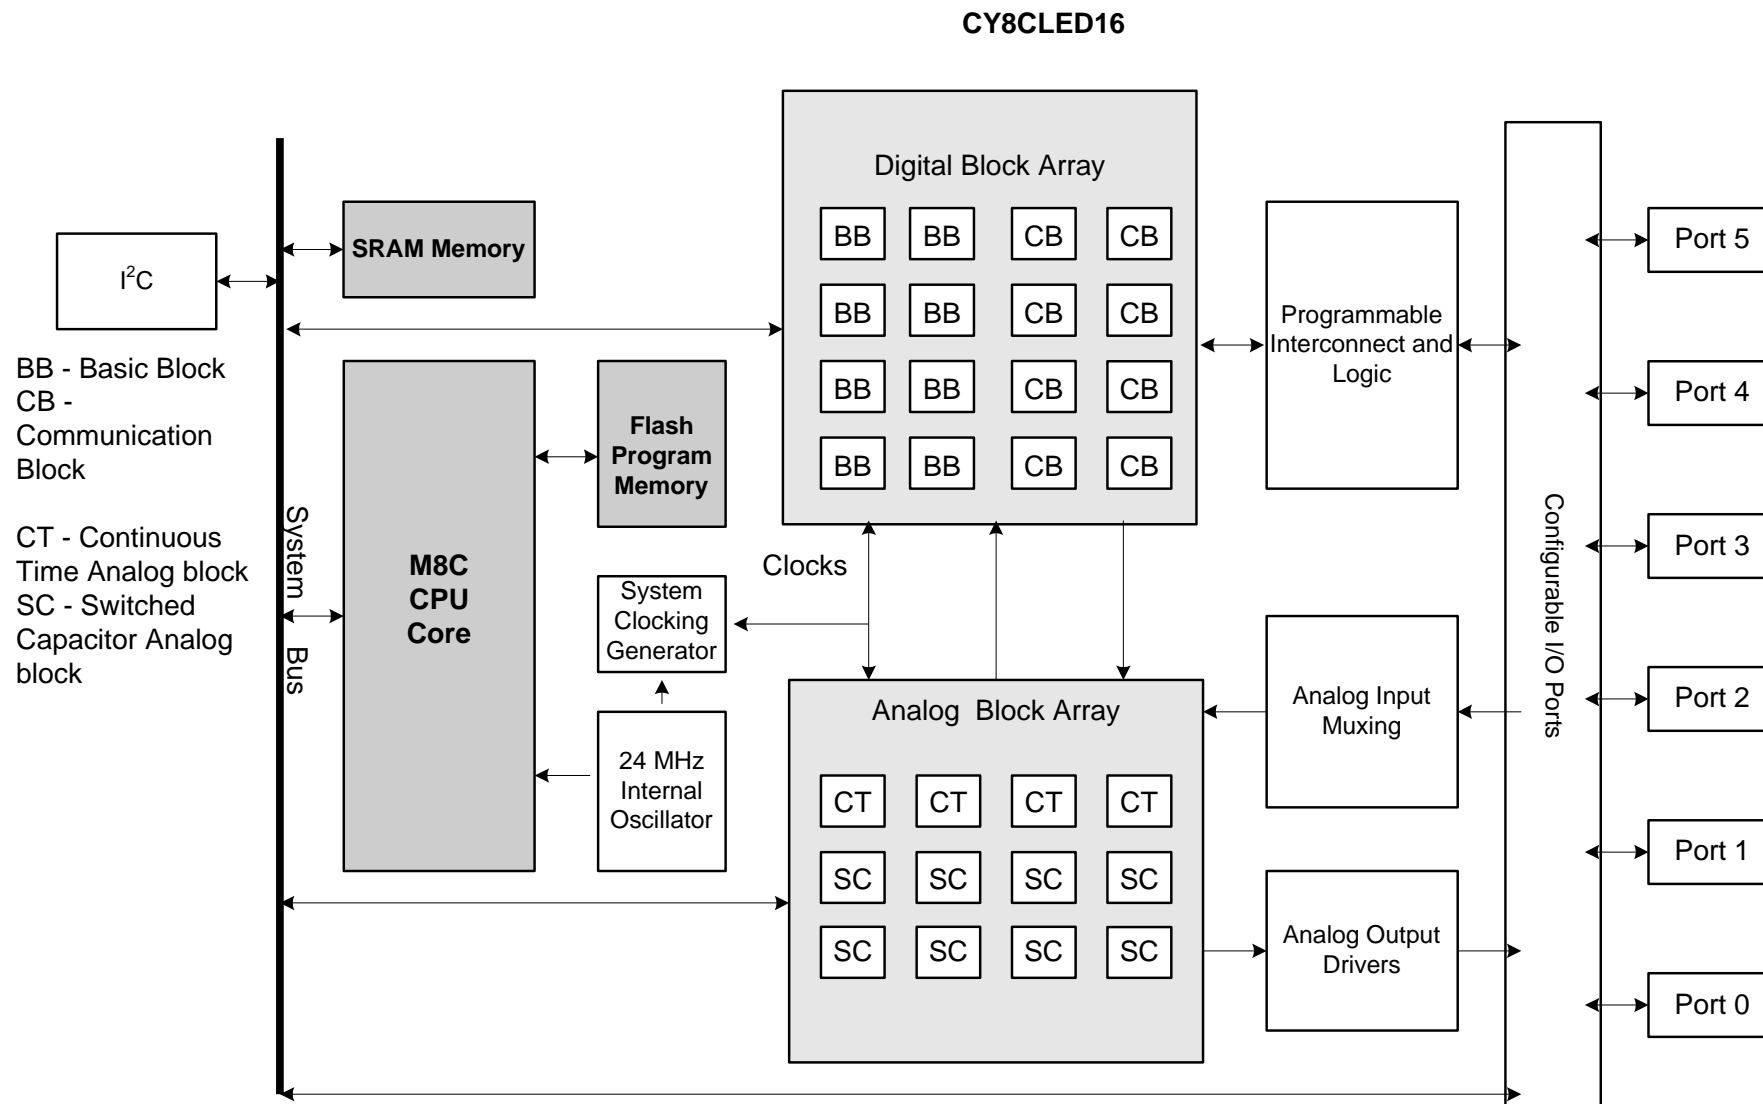 CY8CLED16
Digital Block Array
BB BB CB CB
BB BB CB CB
BB BB CB CB
BB BB CB CB
SRAM Memory
I²C
BB - Basic Block
CB -
Communication
Block
CT - Continuous
Time Analog block
SC - Switched
Capacitor Analog
block
System Bus
M8C
CPU
Core
Flash
Program
Memory
Clocks
System
Clocking
Generator
24 MHz
Internal
Oscillator
Analog Block Array
CT CT CT CT
SC SC SC SC
SC SC SC SC
Programmable
Interconnect and
Logic
Analog Input
Muxing
Analog Output
Drivers
Configurable I/O Ports
Port 5
Port 4
Port 3
Port 2
Port 1
Port 0